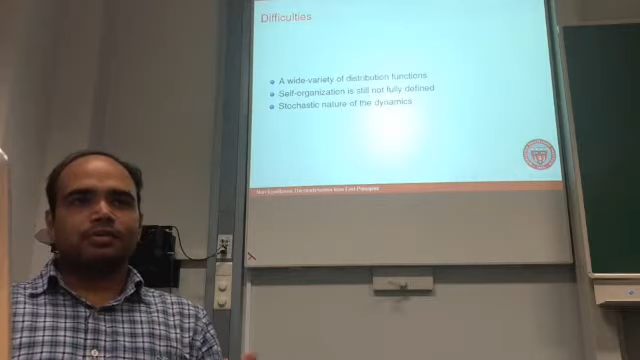 Difficulties
A wide-variety of distribution functions
Self-organization is still not fully defined
Stochastic nature of the dynamics